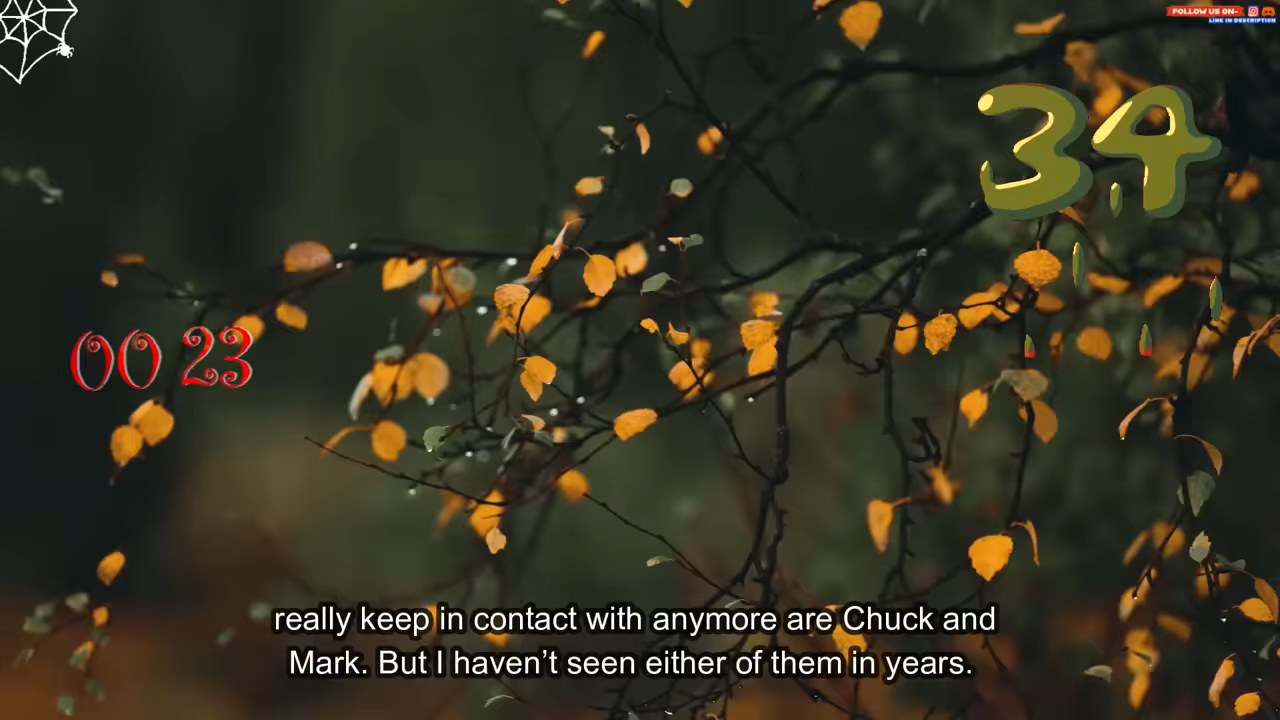 FOLLOW US ON-
LINK IN DESCRIPTION
34
00 23
really keep in contact with anymore are Chuck and
Mark. But I haven’t seen either of them in years.